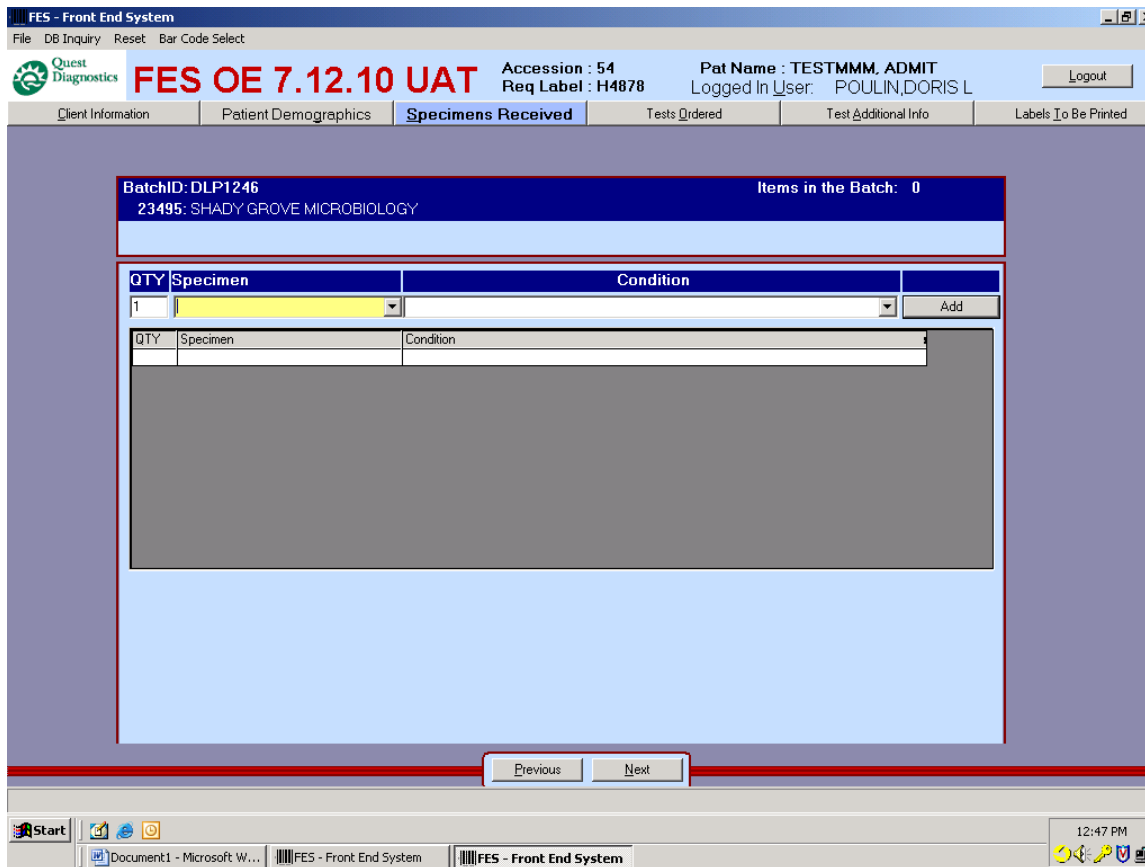 FES - Front End System
File DB Inquiry Reset Bar Code Select
Quest
Diagnostics
FES OE 7.12.10 UAT
Accession : 54
Req Label : H4878
Pat Name : TESTMMM, ADMIT
Logged In User: POULIN,DORIS L
Logout
Client Information Patient Demographics Specimens Received Tests Ordered Test Additional Info Labels To Be Printed
BatchID: DLP1246 Items in the Batch: 0
23495: SHADY GROVE MICROBIOLOGY
QTY Specimen Condition
1 Add
QTY Specimen Condition
Previous Next
Start 12:47 PM
Document1 - Microsoft W... FES - Front End System FES - Front End System